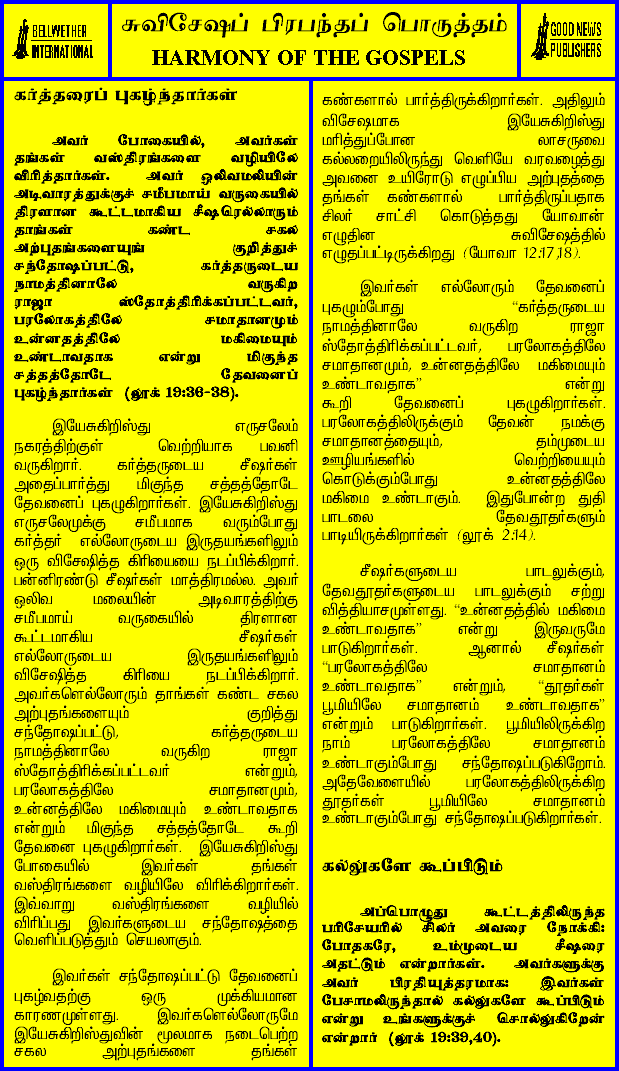 BELLWETHER
INTERNATIONAL
சுவிசேஷப் பிரபந்தப் பொருத்தம்
HARMONY OF THE GOSPELS
GOOD NEWS
PUBLISHERS
கர்த்தரைப் புகழ்ந்தார்கள்
அவர் போகையில், அவர்கள்
தங்கள் வஸ்திரங்களை வழியிலே
விரித்தார்கள். அவர் ஒலிவமலையின்
அடிவாரத்துக்குச் சமீபமாய் வருகையில்
திரளான கூட்டமாகிய சீஷரெல்லாரும்
தாங்கள் கண்ட சகல
அற்புதங்களையுங் குறித்துச்
சந்தோஷப்பட்டு, கர்த்தருடைய
நாமத்தினாலே வருகிற
ராஜா ஸ்தோத்திரிக்கப்பட்டவர்,
பரலோகத்திலே சமாதானமும்
உன்னதத்திலே மகிமையும்
உண்டாவதாக என்று மிகுந்த
சத்தத்தோடே தேவனைப்
புகழ்ந்தார்கள் (லூக் 19:36-38).
இயேசுகிறிஸ்து எருசலேம்
நகரத்திற்குள் வெற்றியாக பவனி
வருகிறார். கர்த்தருடைய சீஷர்கள்
அதைப்பார்த்து மிகுந்த சத்தத்தோடே
தேவனைப் புகழுகிறார்கள். இயேசுகிறிஸ்து
எருசலேமுக்கு சமீபமாக வரும்போது
கர்த்தர் எல்லோருடைய இருதயங்களிலும்
ஒரு விசேஷித்த கிரியையை நடப்பிக்கிறார்.
பன்னிரண்டு சீஷர்கள் மாத்திரமல்ல. அவர்
ஒலிவ மலையின் அடிவாரத்திற்கு
சமீபமாய் வருகையில் திரளான
கூட்டமாகிய சீஷர்கள்
எல்லோருடைய இருதயங்களிலும்
விசேஷித்த கிரியை நடப்பிக்கிறார்.
அவர்களெல்லோரும் தாங்கள் கண்ட சகல
அற்புதங்களையும் குறித்து
சந்தோஷப்பட்டு, கர்த்தருடைய
நாமத்தினாலே வருகிற ராஜா
ஸ்தோத்திரிக்கப்பட்டவர் என்றும்,
பரலோகத்திலே சமாதானமும்,
உன்னத்திலே மகிமையும் உண்டாவதாக
என்றும் மிகுந்த சத்தத்தோடே கூறி
தேவனை புகழுகிறார்கள். இயேசுகிறிஸ்து
போகையில் இவர்கள் தங்கள்
வஸ்திரங்களை வழியிலே விரிக்கிறார்கள்.
இவ்வாறு வஸ்திரங்களை வழியில்
விரிப்பது இவர்களுடைய சந்தோஷத்தை
வெளிப்படுத்தும் செயலாகும்.
இவர்கள் சந்தோஷப்பட்டு தேவனைப்
புகழ்வதற்கு ஒரு முக்கியமான
காரணமுள்ளது. இவர்களெல்லோருமே
இயேசுகிறிஸ்துவின் மூலமாக நடைபெற்ற
சகல அற்புதங்களை தங்கள்
கண்களால் பார்த்திருக்கிறார்கள். அதிலும்
விசேஷமாக இயேசுகிறிஸ்து
மரித்துப்போன லாசருவை
கல்லறையிலிருந்து வெளியே வரவழைத்து
அவனை உயிரோடு எழுப்பிய அற்புதத்தை
தங்கள் கண்களால் பார்த்திருப்பதாக
சிலர் சாட்சி கொடுத்தது யோவான்
எழுதின சுவிசேஷத்தில்
எழுதப்பட்டிருக்கிறது (யோவா 12:17,18).
இவர்கள் எல்லோரும் தேவனைப்
புகழும்போது “கர்த்தருடைய
நாமத்தினாலே வருகிற ராஜா
ஸ்தோத்திரிக்கப்பட்டவர், பரலோகத்திலே
சமாதானமும், உன்னதத்திலே மகிமையும்
உண்டாவதாக” என்று
கூறி தேவனைப் புகழுகிறார்கள்.
பரலோகத்திலிருக்கும் தேவன் நமக்கு
சமாதானத்தையும், தம்முடைய
ஊழியங்களில் வெற்றியையும்
கொடுக்கும்போது உன்னதத்திலே
மகிமை உண்டாகும். இதுபோன்ற துதி
பாடலை தேவதூதர்களும்
பாடியிருக்கிறார்கள் (லூக் 2:14).
சீஷர்களுடைய பாடலுக்கும்,
தேவதூதர்களுடைய பாடலுக்கும் சற்று
வித்தியாசமுள்ளது. “உன்னதத்தில் மகிமை
உண்டாவதாக” என்று இருவருமே
பாடுகிறார்கள். ஆனால் சீஷர்கள்
“பரலோகத்திலே சமாதானம்
உண்டாவதாக” என்றும், “தூதர்கள்
பூமியிலே சமாதானம் உண்டாவதாக”
என்றும் பாடுகிறார்கள். பூமியிலிருக்கிற
நாம் பரலோகத்திலே சமாதானம்
உண்டாகும்போது சந்தோஷப்படுகிறோம்.
அதேவேளையில் பரலோகத்திலிருக்கிற
தூதர்கள் பூமியிலே சமாதானம்
உண்டாகும்போது சந்தோஷப்படுகிறார்கள்.
கல்லுகளே கூப்பிடும்
அப்பொழுது கூட்டத்திலிருந்த
பரிசேயரில் சிலர் அவரை நோக்கி:
போதகரே, உம்முடைய சீஷரை
அதட்டும் என்றார்கள். அவர்களுக்கு
அவர் பிரதியுத்தரமாக: இவர்கள்
பேசாமலிருந்தால் கல்லுகளே கூப்பிடும்
என்று உங்களுக்குச் சொல்லுகிறேன்
என்றார் (லூக் 19:39,40).